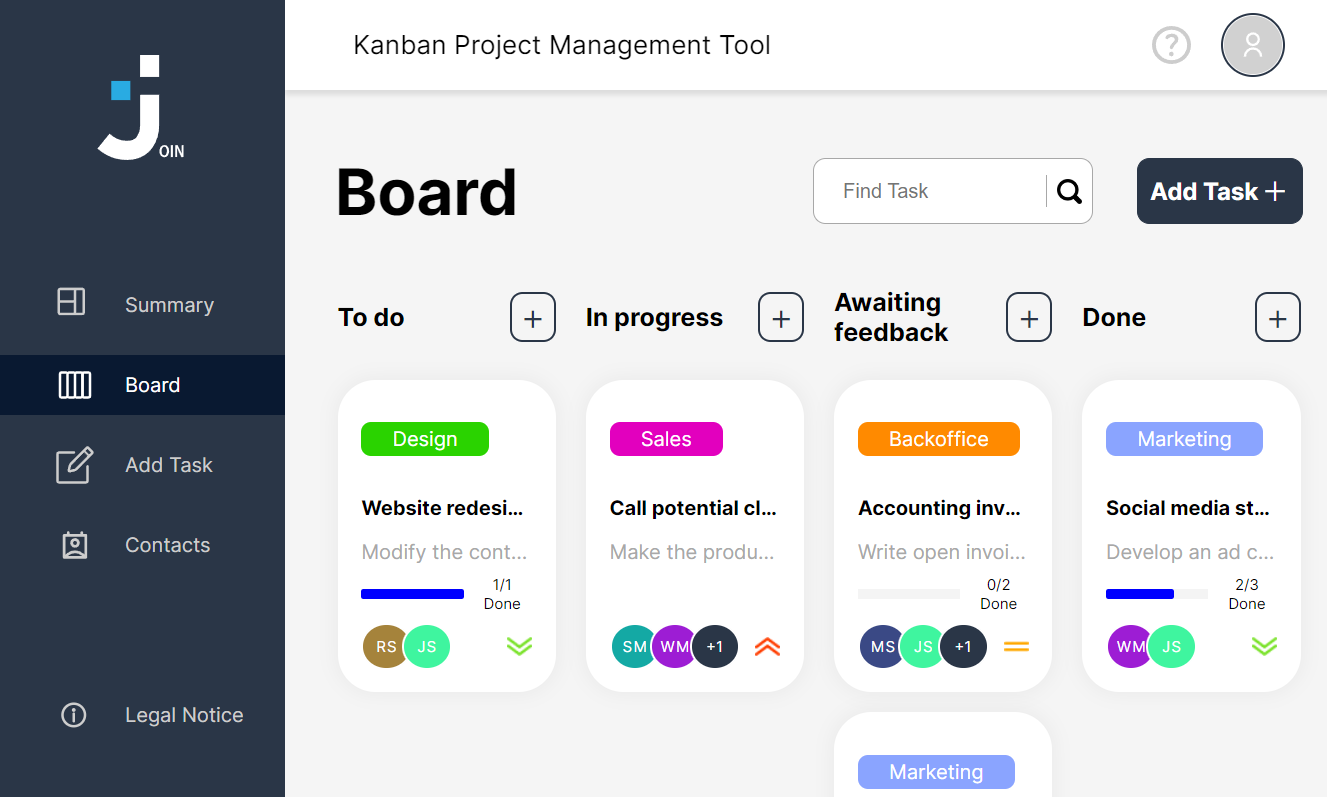 Kanban Project Management Tool
?
J
OIN
Summary
Board
Add Task
Contacts
Legal Notice
Board
Find Task
Add Task +
To do +
In progress +
Awaiting
feedback +
Done +
Design
Website redesi...
Modify the cont...
1/1
Done
RS JS
Sales
Call potential cl...
Make the produ...
SM WM +1
Backoffice
Accounting inv...
Write open invoi...
0/2
Done
MS JS +1
Marketing
Marketing
Social media st...
Develop an ad c...
2/3
Done
WM JS